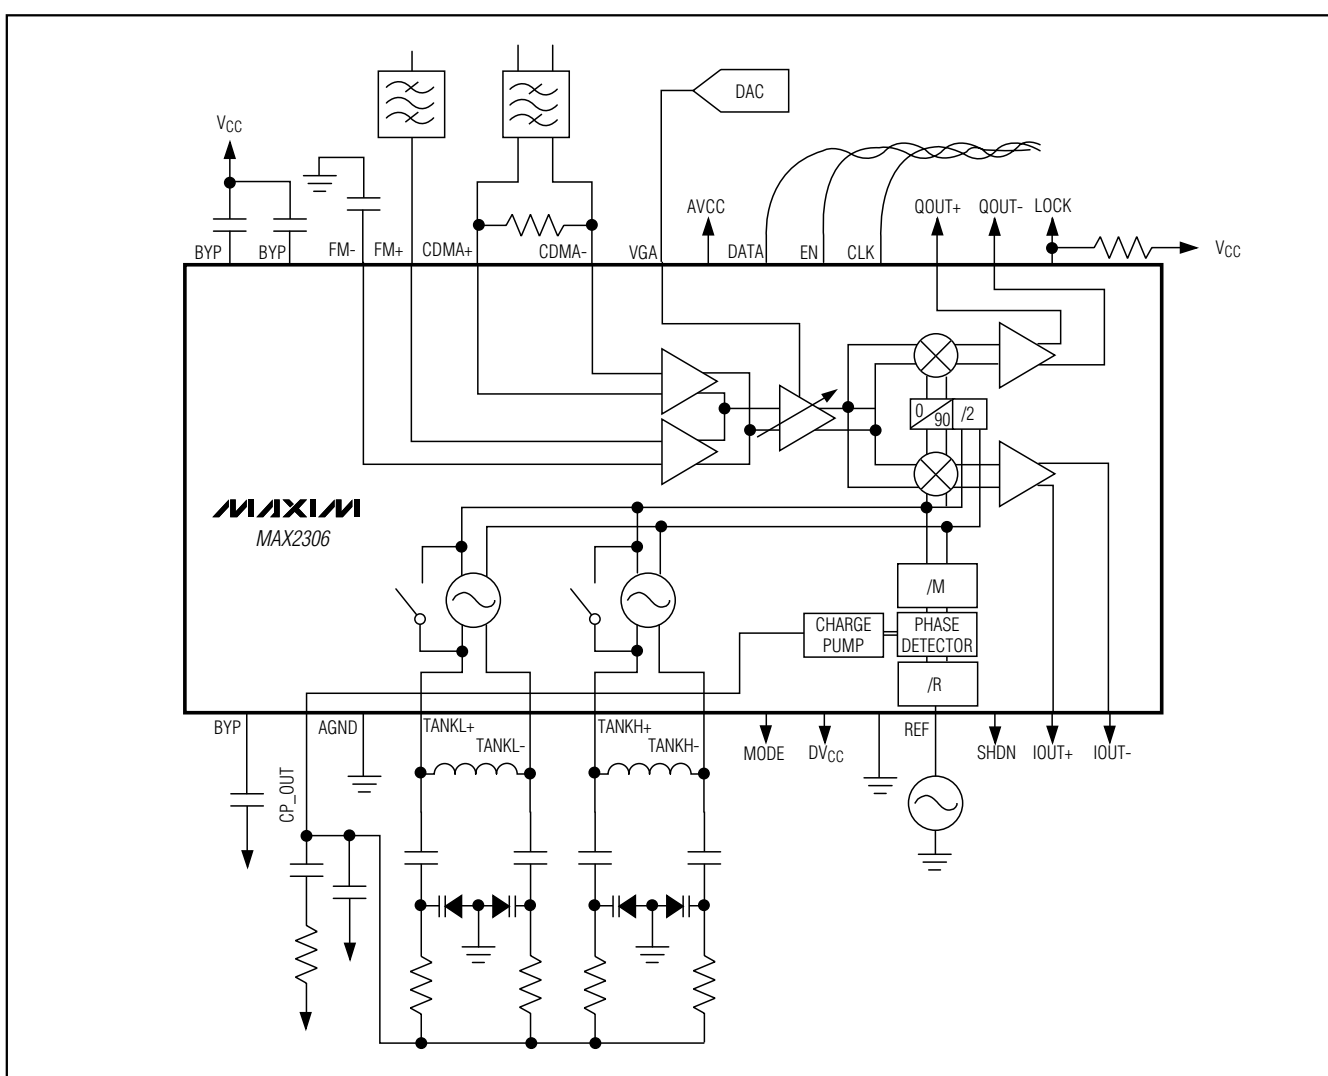 DAC
VCC
AVCC
QOUT+
QOUT-
LOCK
BYP
BYP
FM-
FM+
CDMA+
CDMA-
VGA
DATA
EN
CLK
VCC
0
90
/2
MAXIM
MAX2306
/M
CHARGE
PUMP
PHASE
DETECTOR
/R
BYP
AGND
TANKL+
TANKL-
TANKH+
TANKH-
MODE
DVCC
REF
SHDN
IOUT+
IOUT-
CP_OUT